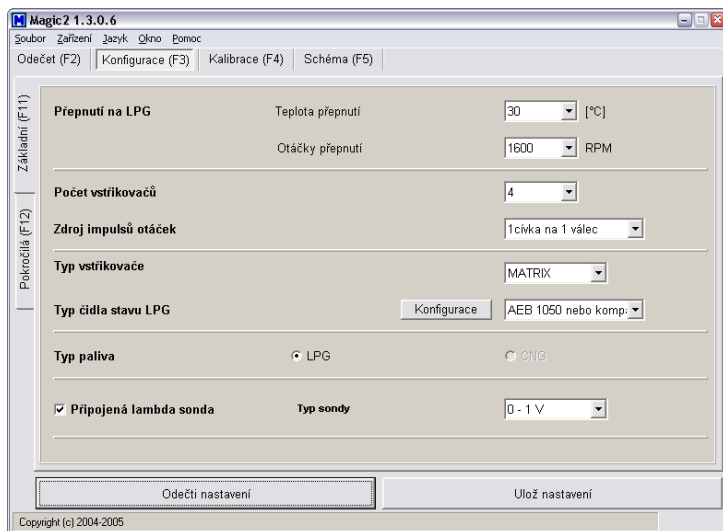 Magic2 1.3.0.6
Soubor Zařízení Jazyk Okno Pomoc
Odečet (F2) Konfigurace (F3) Kalibrace (F4) Schéma (F5)
Základní (F11)
Pokročilá (F12)
Přepnutí na LPG Teplota přepnutí 30 [°C]
Otáčky přepnutí 1600 RPM
Počet vstřikovačů 4
Zdroj impulsů otáček 1cívka na 1 válec
Typ vstřikovače MATRIX
Typ čidla stavu LPG Konfigurace AEB 1050 nebo komp
Typ paliva LPG CNG
Připojená lambda sonda Typ sondy 0 - 1 V
Odečti nastavení Ulož nastavení
Copyright (c) 2004-2005